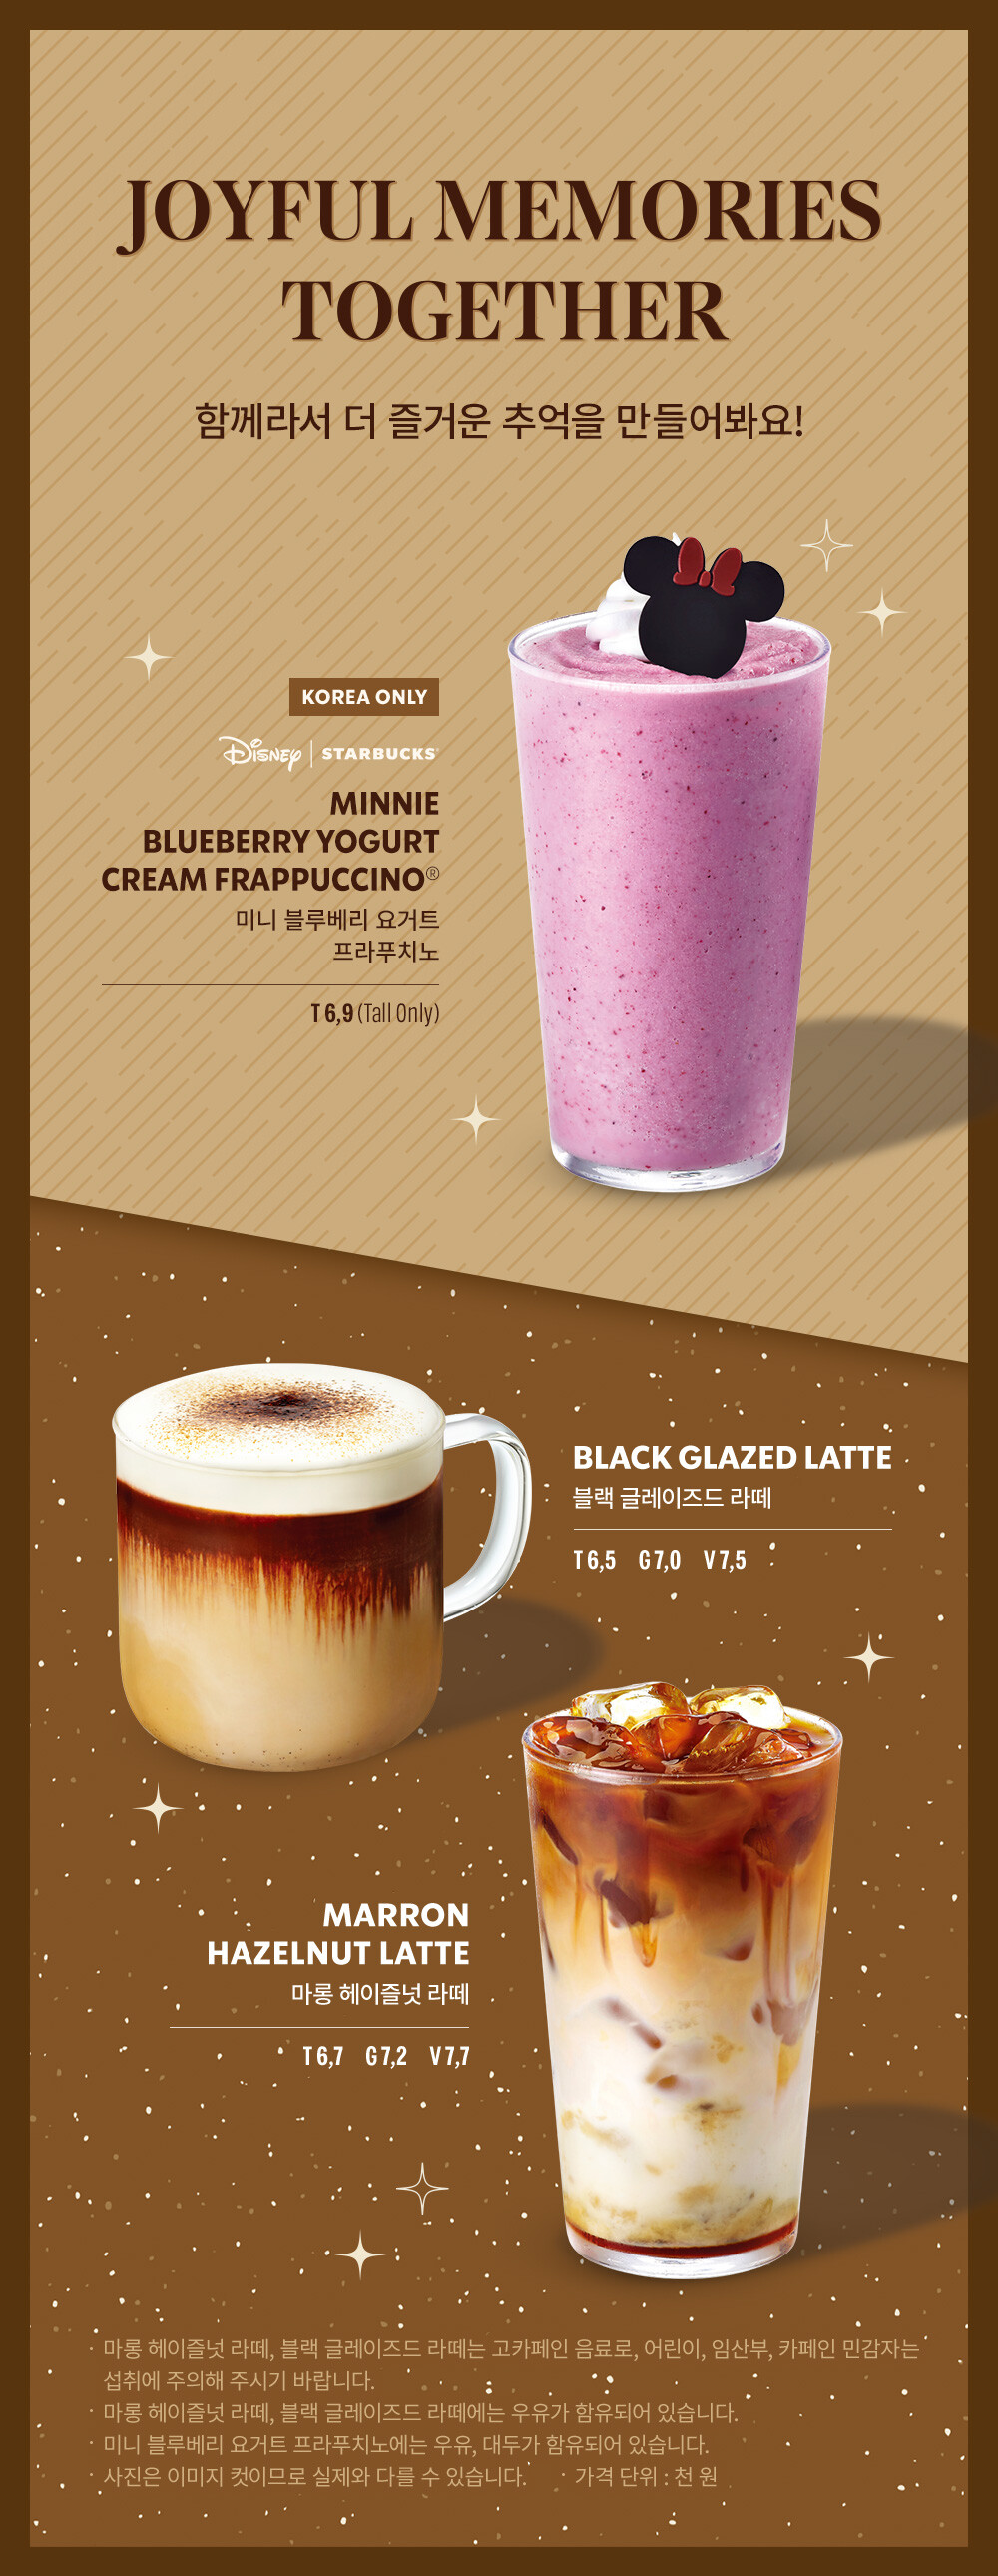 JOYFUL MEMORIES
TOGETHER
함께라서 더 즐거운 추억을 만들어봐요!
KOREA ONLY
Disney | STARBUCKS®
MINNIE
BLUEBERRY YOGURT
CREAM FRAPPUCCINO®
미니 블루베리 요거트
프라푸치노
T 6,9 (Tall Only)
BLACK GLAZED LATTE
블랙 글레이즈드 라떼
T 6,5 G 7,0 V 7,5
MARRON
HAZELNUT LATTE
마롱 헤이즐넛 라떼
T 6,7 G 7,2 V 7,7
· 마롱 헤이즐넛 라떼, 블랙 글레이즈드 라떼는 고카페인 음료로, 어린이, 임산부, 카페인 민감자는
섭취에 주의해 주시기 바랍니다.
· 마롱 헤이즐넛 라떼, 블랙 글레이즈드 라떼에는 우유가 함유되어 있습니다.
· 미니 블루베리 요거트 프라푸치노에는 우유, 대두가 함유되어 있습니다.
· 사진은 이미지 컷이므로 실제와 다를 수 있습니다. · 가격 단위 : 천 원